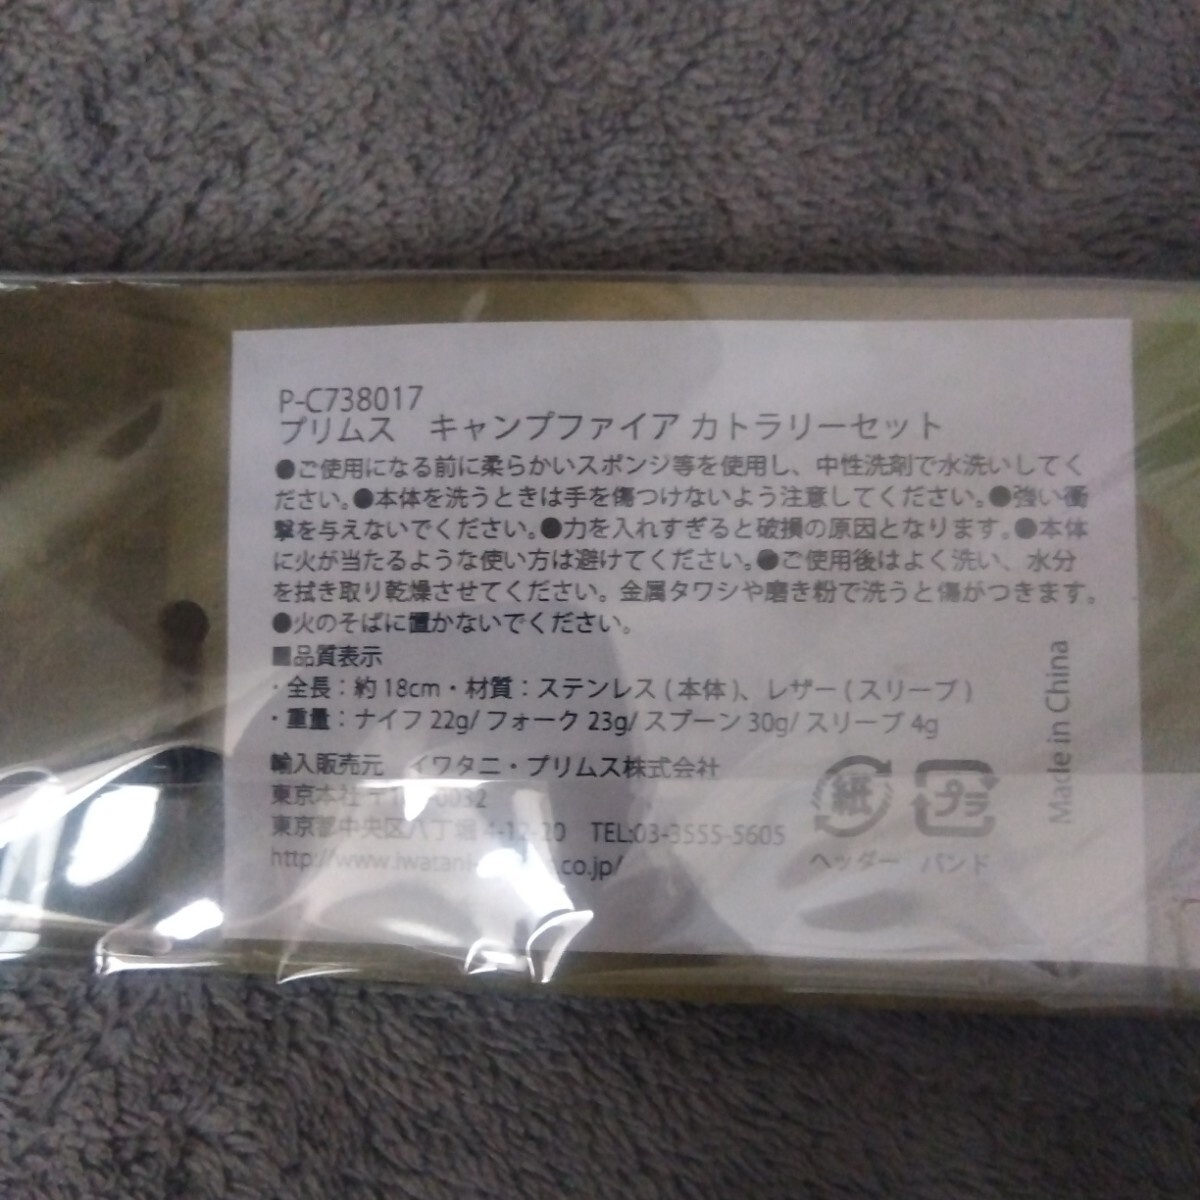 P-C738017
プリムス　キャンプファイア カトラリーセット
●ご使用になる前に柔らかいスポンジ等を使用し、中性洗剤で水洗いしてく
ださい。●本体を洗うときは手を傷つけないよう注意してください。●強い衝
撃を与えないでください。●力を入れすぎると破損の原因となります。●本体
に火が当たるような使い方は避けてください。●ご使用後はよく洗い、水分
を拭き取り乾燥させてください。金属タワシや磨き粉で洗うと傷がつきます。
●火のそばに置かないでください。
■品質表示
・全長：約18cm・材質：ステンレス(本体)、レザー(スリーブ)
・重量：ナイフ 22g/ フォーク 23g/ スプーン 30g/ スリーブ 4g
輸入販売元　イワタニ・プリムス株式会社
東京本社
東京都中央区八丁堀 4-12-20　TEL:03-3555-5605
紙 プラ
ヘッダー バンド
Made in China